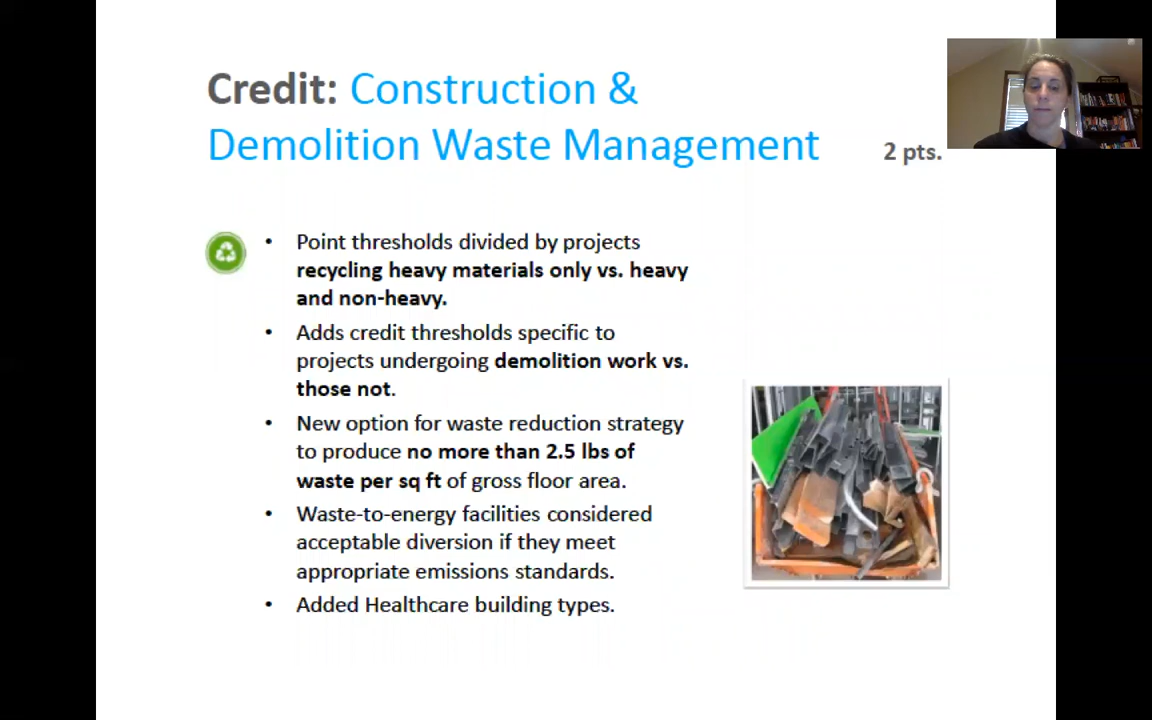 Credit: Construction &
Demolition Waste Management
2 pts.
• Point thresholds divided by projects
recycling heavy materials only vs. heavy
and non-heavy.
• Adds credit thresholds specific to
projects undergoing demolition work vs.
those not.
• New option for waste reduction strategy
to produce no more than 2.5 lbs of
waste per sq ft of gross floor area.
• Waste-to-energy facilities considered
acceptable diversion if they meet
appropriate emissions standards.
• Added Healthcare building types.